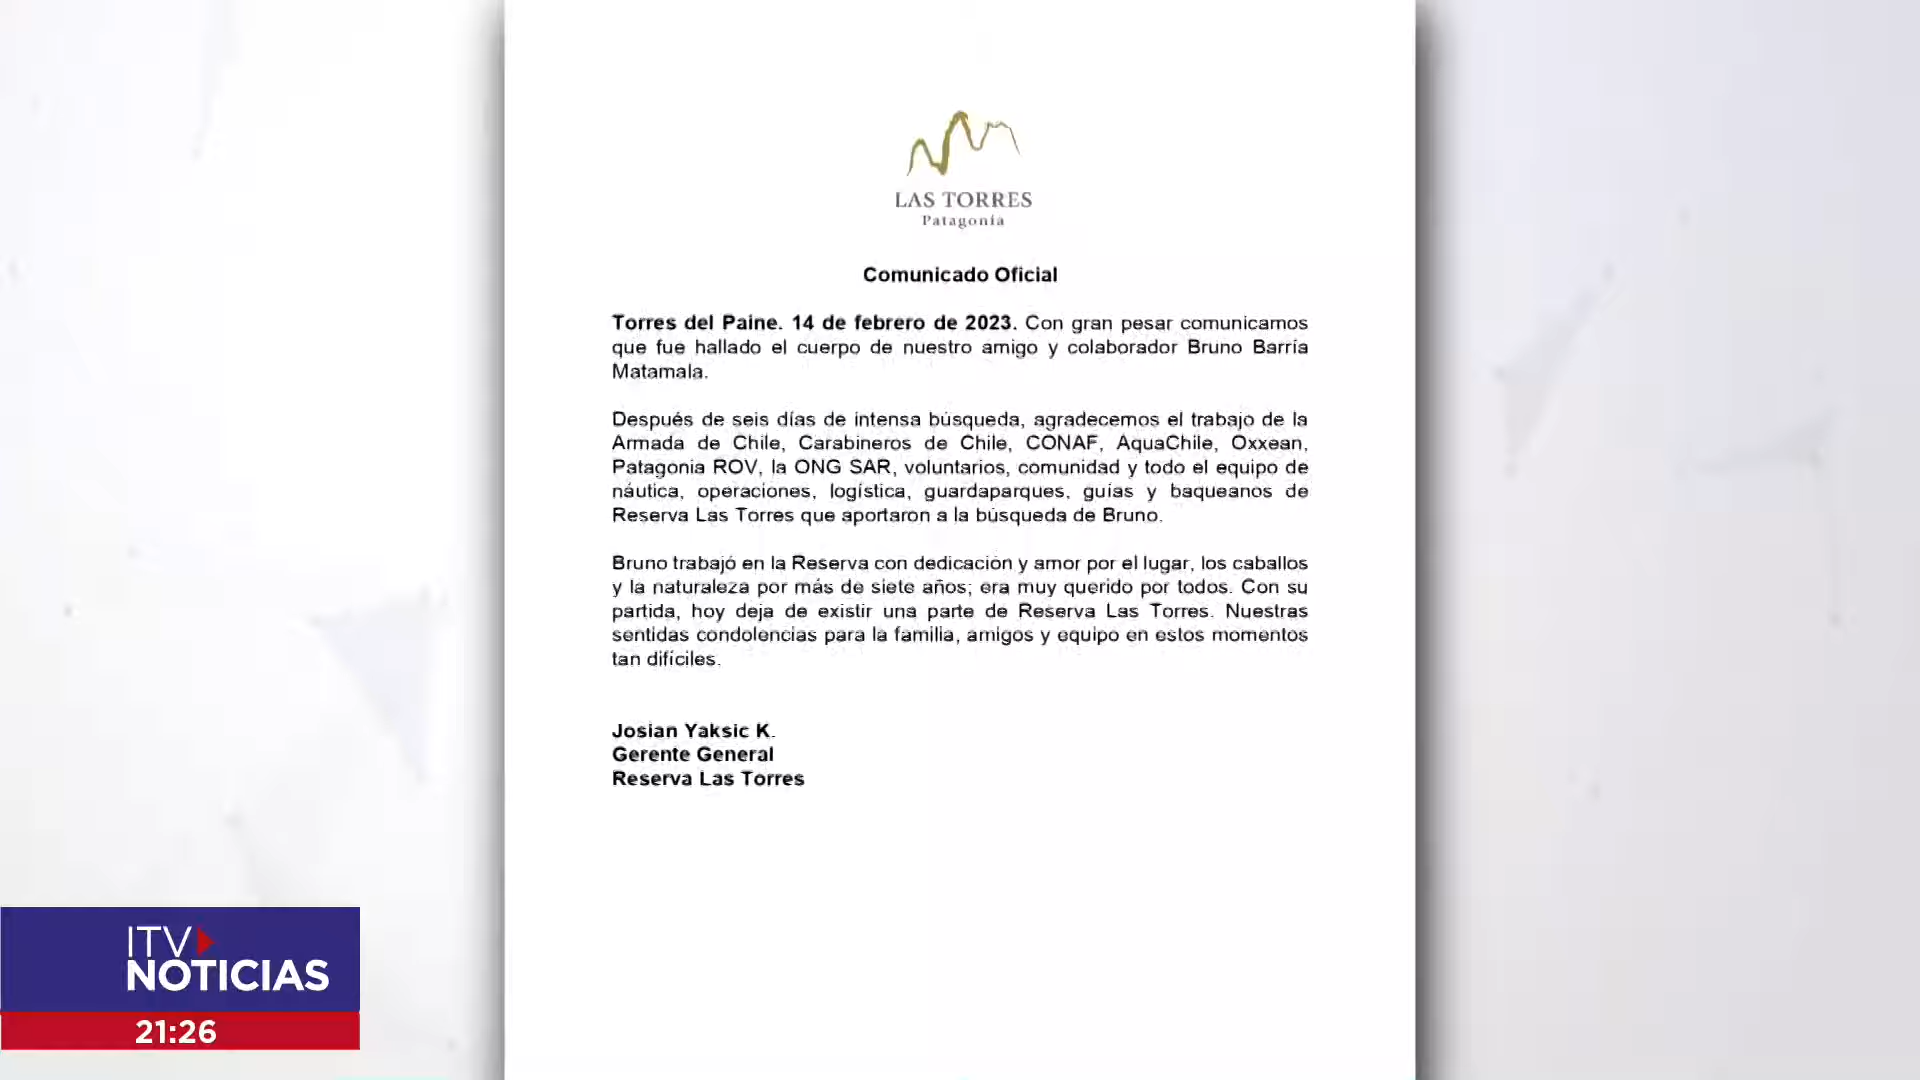 LAS TORRES
Patagonia
Comunicado Oficial
Torres del Paine. 14 de febrero de 2023. Con gran pesar comunicamos
que fue hallado el cuerpo de nuestro amigo y colaborador Bruno Barría
Matamala.
Después de seis días de intensa búsqueda, agradecemos el trabajo de la
Armada de Chile, Carabineros de Chile, CONAF, AquaChile, Oxxean,
Patagonia ROV, la ONG SAR, voluntarios, comunidad y todo el equipo de
náutica, operaciones, logística, guardaparques, guías y baqueanos de
Reserva Las Torres que aportaron a la búsqueda de Bruno.
Bruno trabajó en la Reserva con dedicación y amor por el lugar, los caballos
y la naturaleza por más de siete años; era muy querido por todos. Con su
partida, hoy deja de existir una parte de Reserva Las Torres. Nuestras
sentidas condolencias para la familia, amigos y equipo en estos momentos
tan difíciles.
Josian Yaksic K.
Gerente General
Reserva Las Torres
ITV
NOTICIAS
21:26